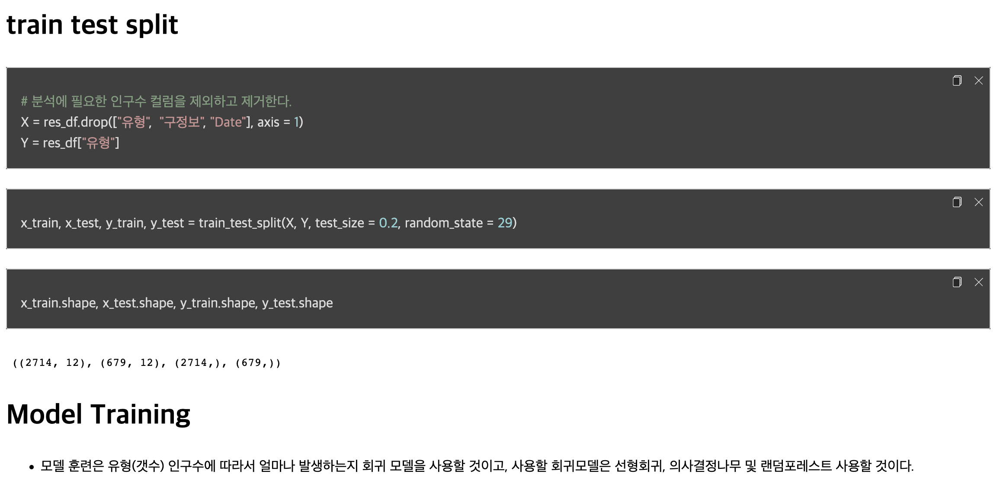 train test split
# 분석에 필요한 인구수 컬럼을 제외하고 제거한다.
X = res_df.drop(["유형",  "구정보", "Date"], axis = 1)
Y = res_df["유형"]
x_train, x_test, y_train, y_test = train_test_split(X, Y, test_size = 0.2, random_state = 29)
x_train.shape, x_test.shape, y_train.shape, y_test.shape
((2714, 12), (679, 12), (2714,), (679,))
Model Training
• 모델 훈련은 유형(갯수) 인구수에 따라서 얼마나 발생하는지 회귀 모델을 사용할 것이고, 사용할 회귀모델은 선형회귀, 의사결정나무 및 랜덤포레스트 사용할 것이다.